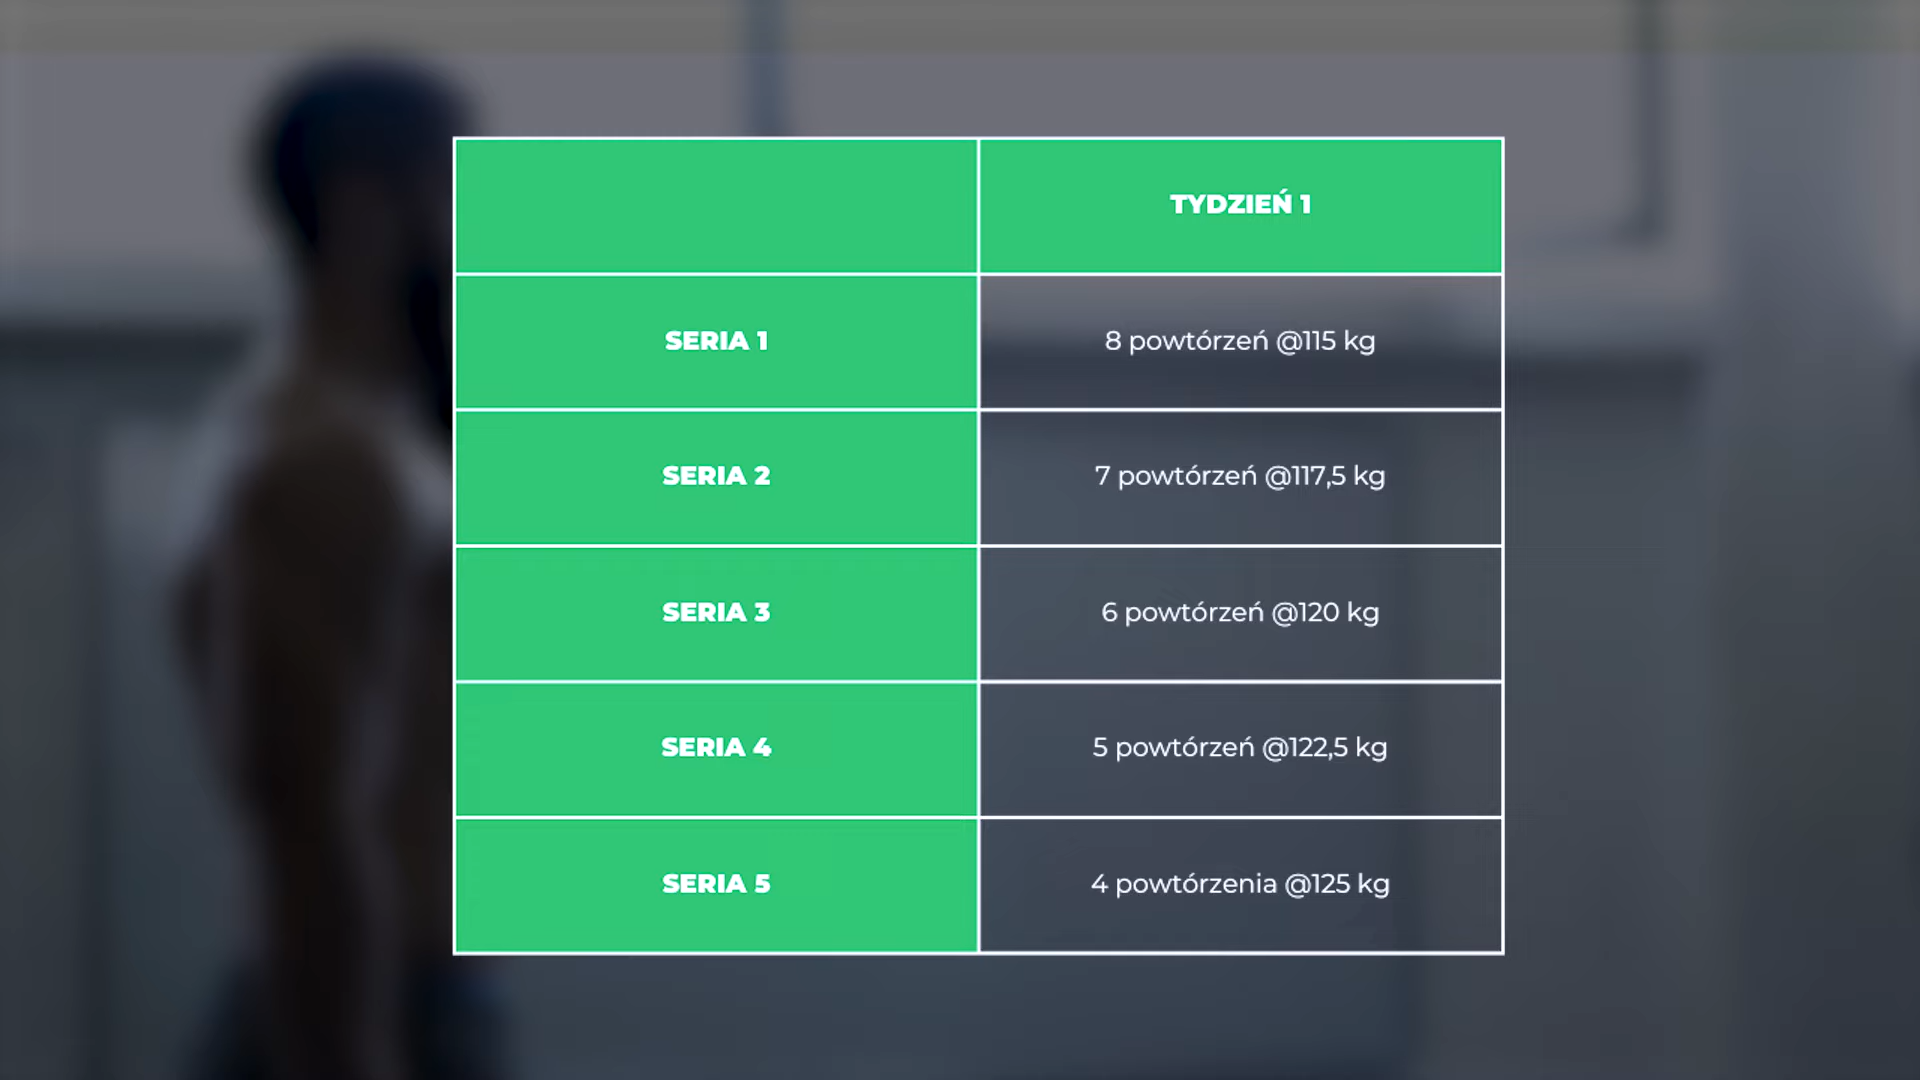 TYDZIEŃ 1
SERIA 1
8 powtórzeń @115 kg
SERIA 2
7 powtórzeń @117,5 kg
SERIA 3
6 powtórzeń @120 kg
SERIA 4
5 powtórzeń @122,5 kg
SERIA 5
4 powtórzenia @125 kg